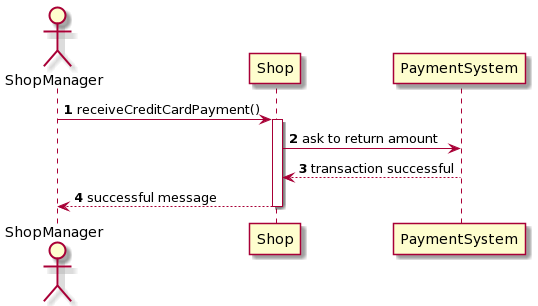 ShopManager
Shop
PaymentSystem
1 receiveCreditCardPayment()
2 ask to return amount
3 transaction successful
4 successful message
ShopManager
Shop
PaymentSystem